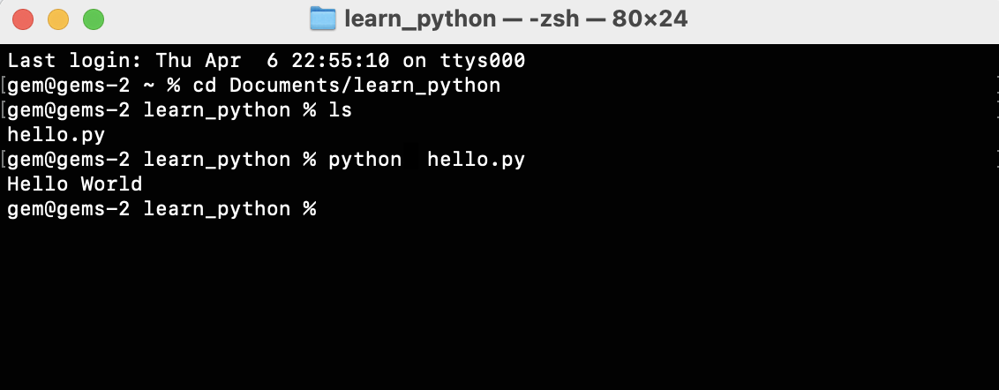 learn_python — -zsh — 80×24
Last login: Thu Apr  6 22:55:10 on ttys000
[gem@gems-2 ~ % cd Documents/learn_python
[gem@gems-2 learn_python % ls
hello.py
[gem@gems-2 learn_python % python  hello.py
Hello World
gem@gems-2 learn_python %